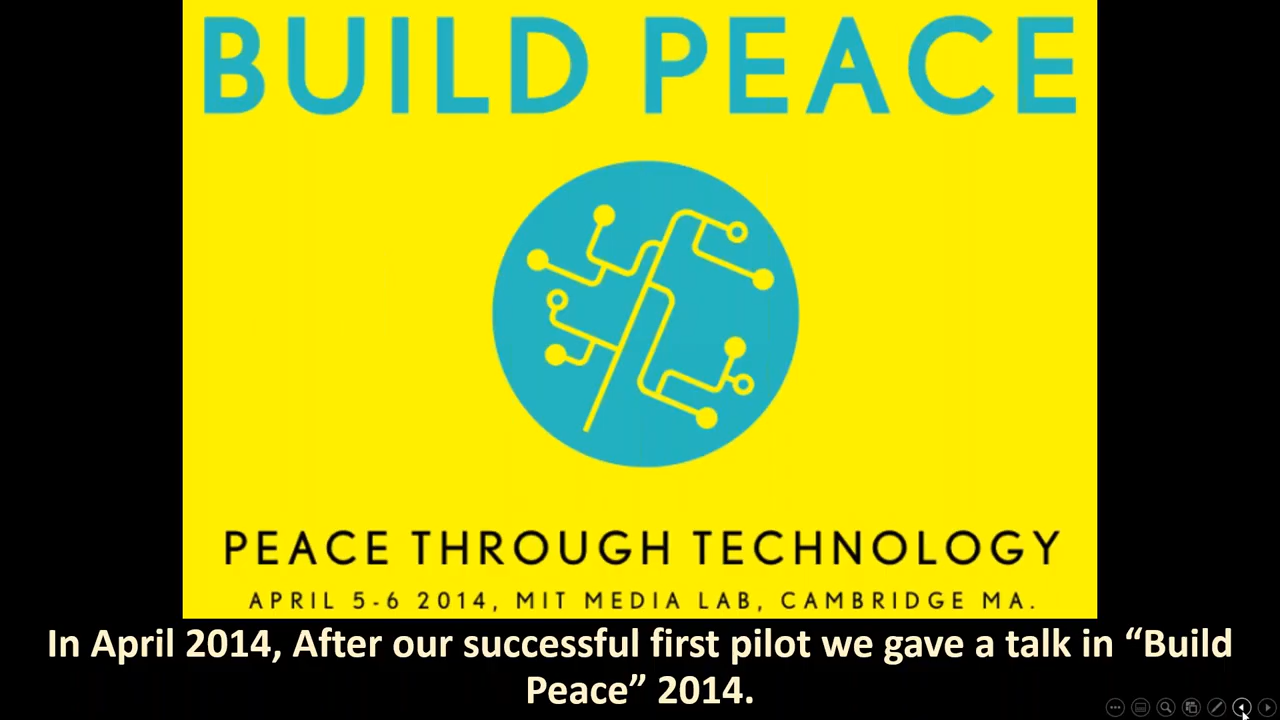 BUILD PEACE
PEACE THROUGH TECHNOLOGY
APRIL 5-6 2014, MIT MEDIA LAB, CAMBRIDGE MA.
In April 2014, After our successful first pilot we gave a talk in “Build
Peace” 2014.